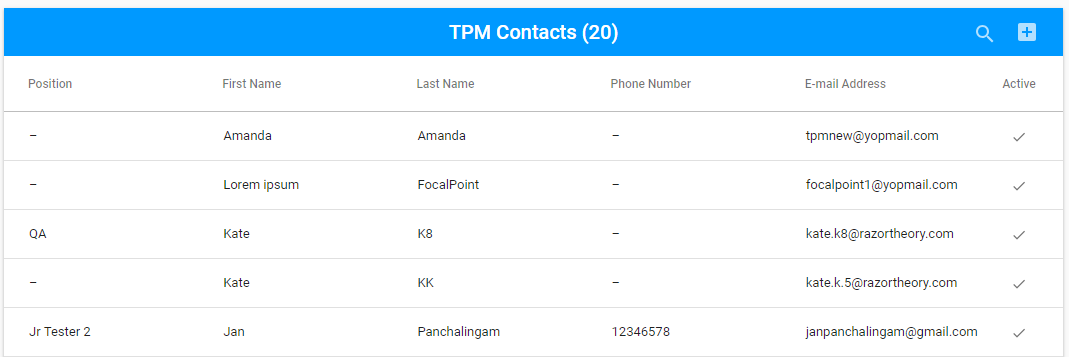 TPM Contacts (20)
Position First Name Last Name Phone Number E-mail Address Active
– Amanda Amanda – tpmnew@yopmail.com
– Lorem ipsum FocalPoint – focalpoint1@yopmail.com
QA Kate K8 – kate.k8@razortheory.com
– Kate KK – kate.k.5@razortheory.com
Jr Tester 2 Jan Panchalingam 12346578 janpanchalingam@gmail.com